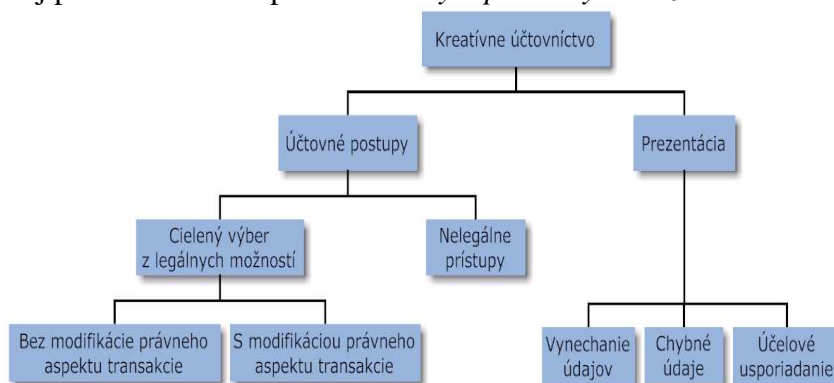 Kreatívne účtovníctvo
Účtovné postupy
Prezentácia
Cielený výber
z legálnych možností
Nelegálne
prístupy
Bez modifikácie právneho
aspektu transakcie
S modifikáciou právneho
aspektu transakcie
Vynechanie
údajov
Chybné
údaje
Účelové
usporiadanie